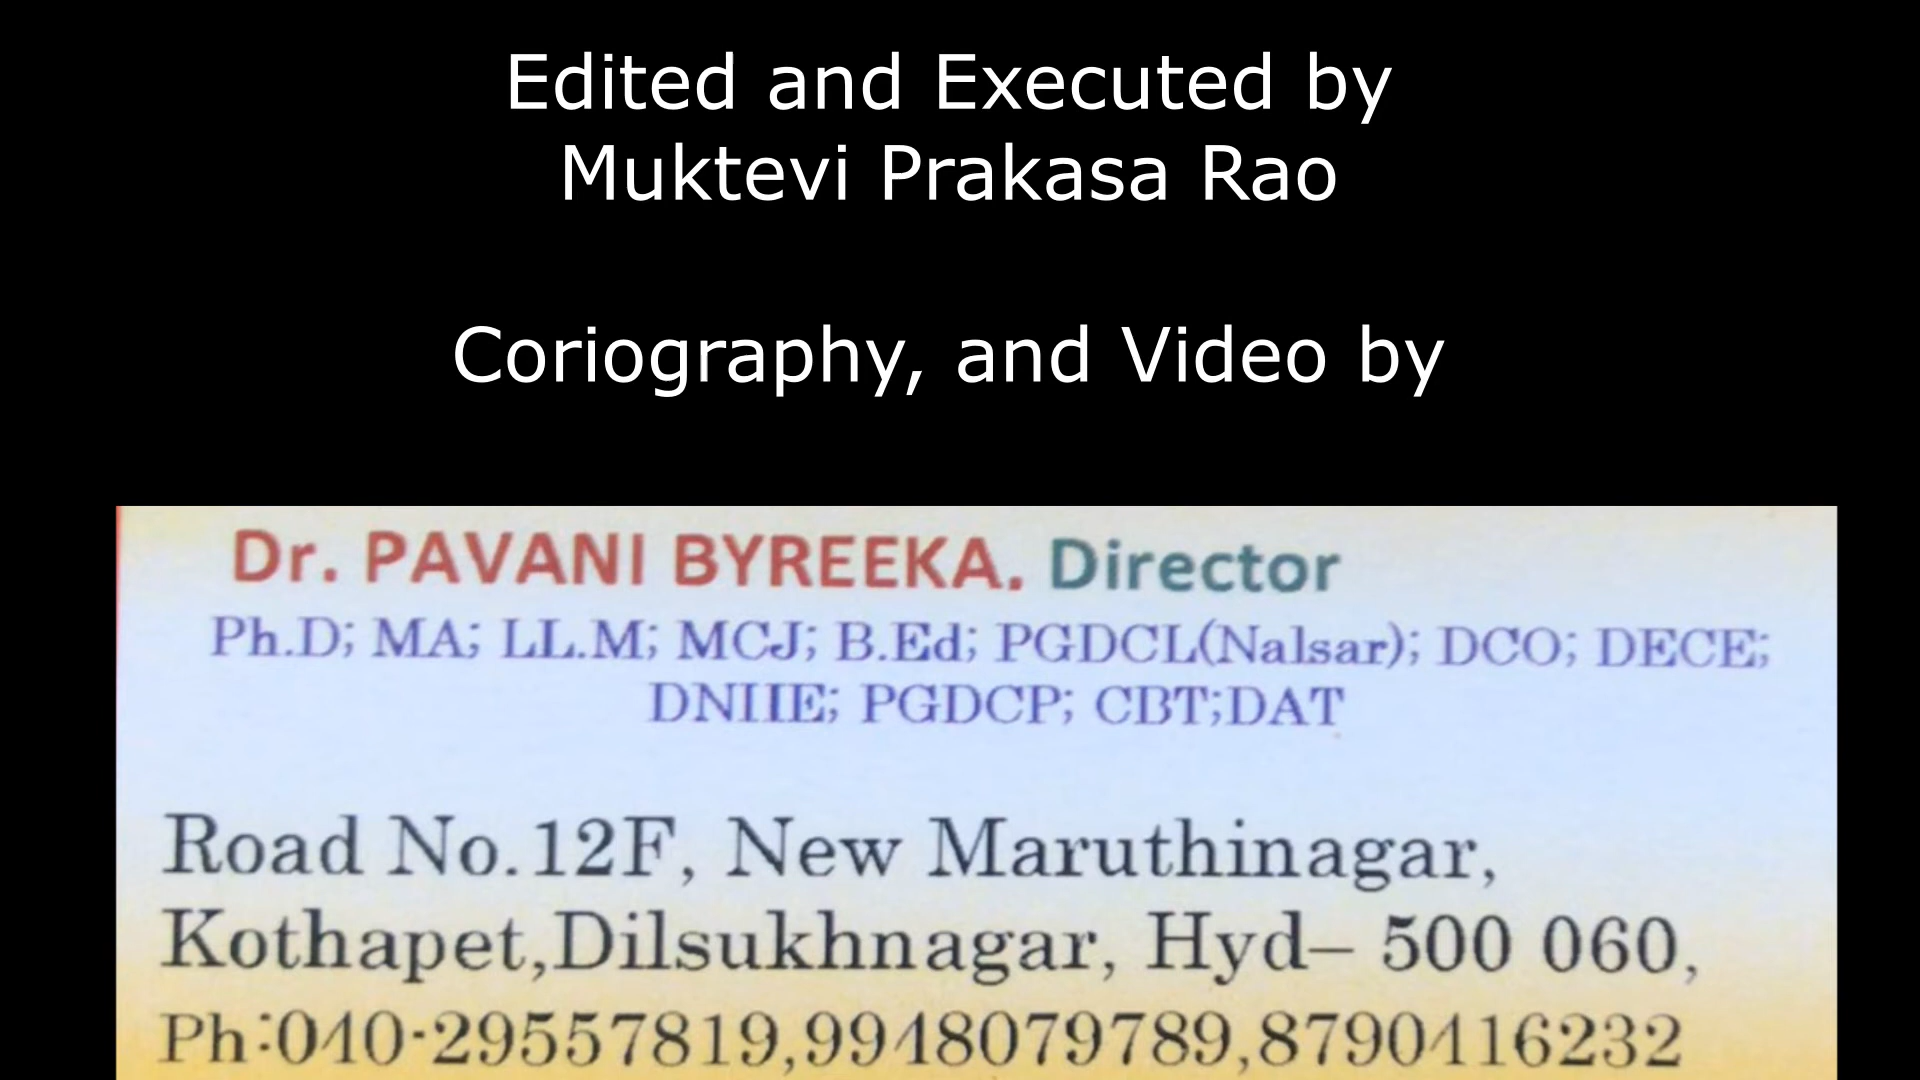 Edited and Executed by
Muktevi Prakasa Rao
Coriography, and Video by
Dr. PAVANI BYREEKA. Director
Ph.D; MA; LL.M; MCJ; B.Ed; PGDCL(Nalsar); DCO; DECE;
DNIIE; PGDCP; CBT;DAT
Road No.12F, New Maruthinagar,
Kothapet,Dilsukhnagar, Hyd– 500 060,
Ph:040-29557819,9948079789,8790416232